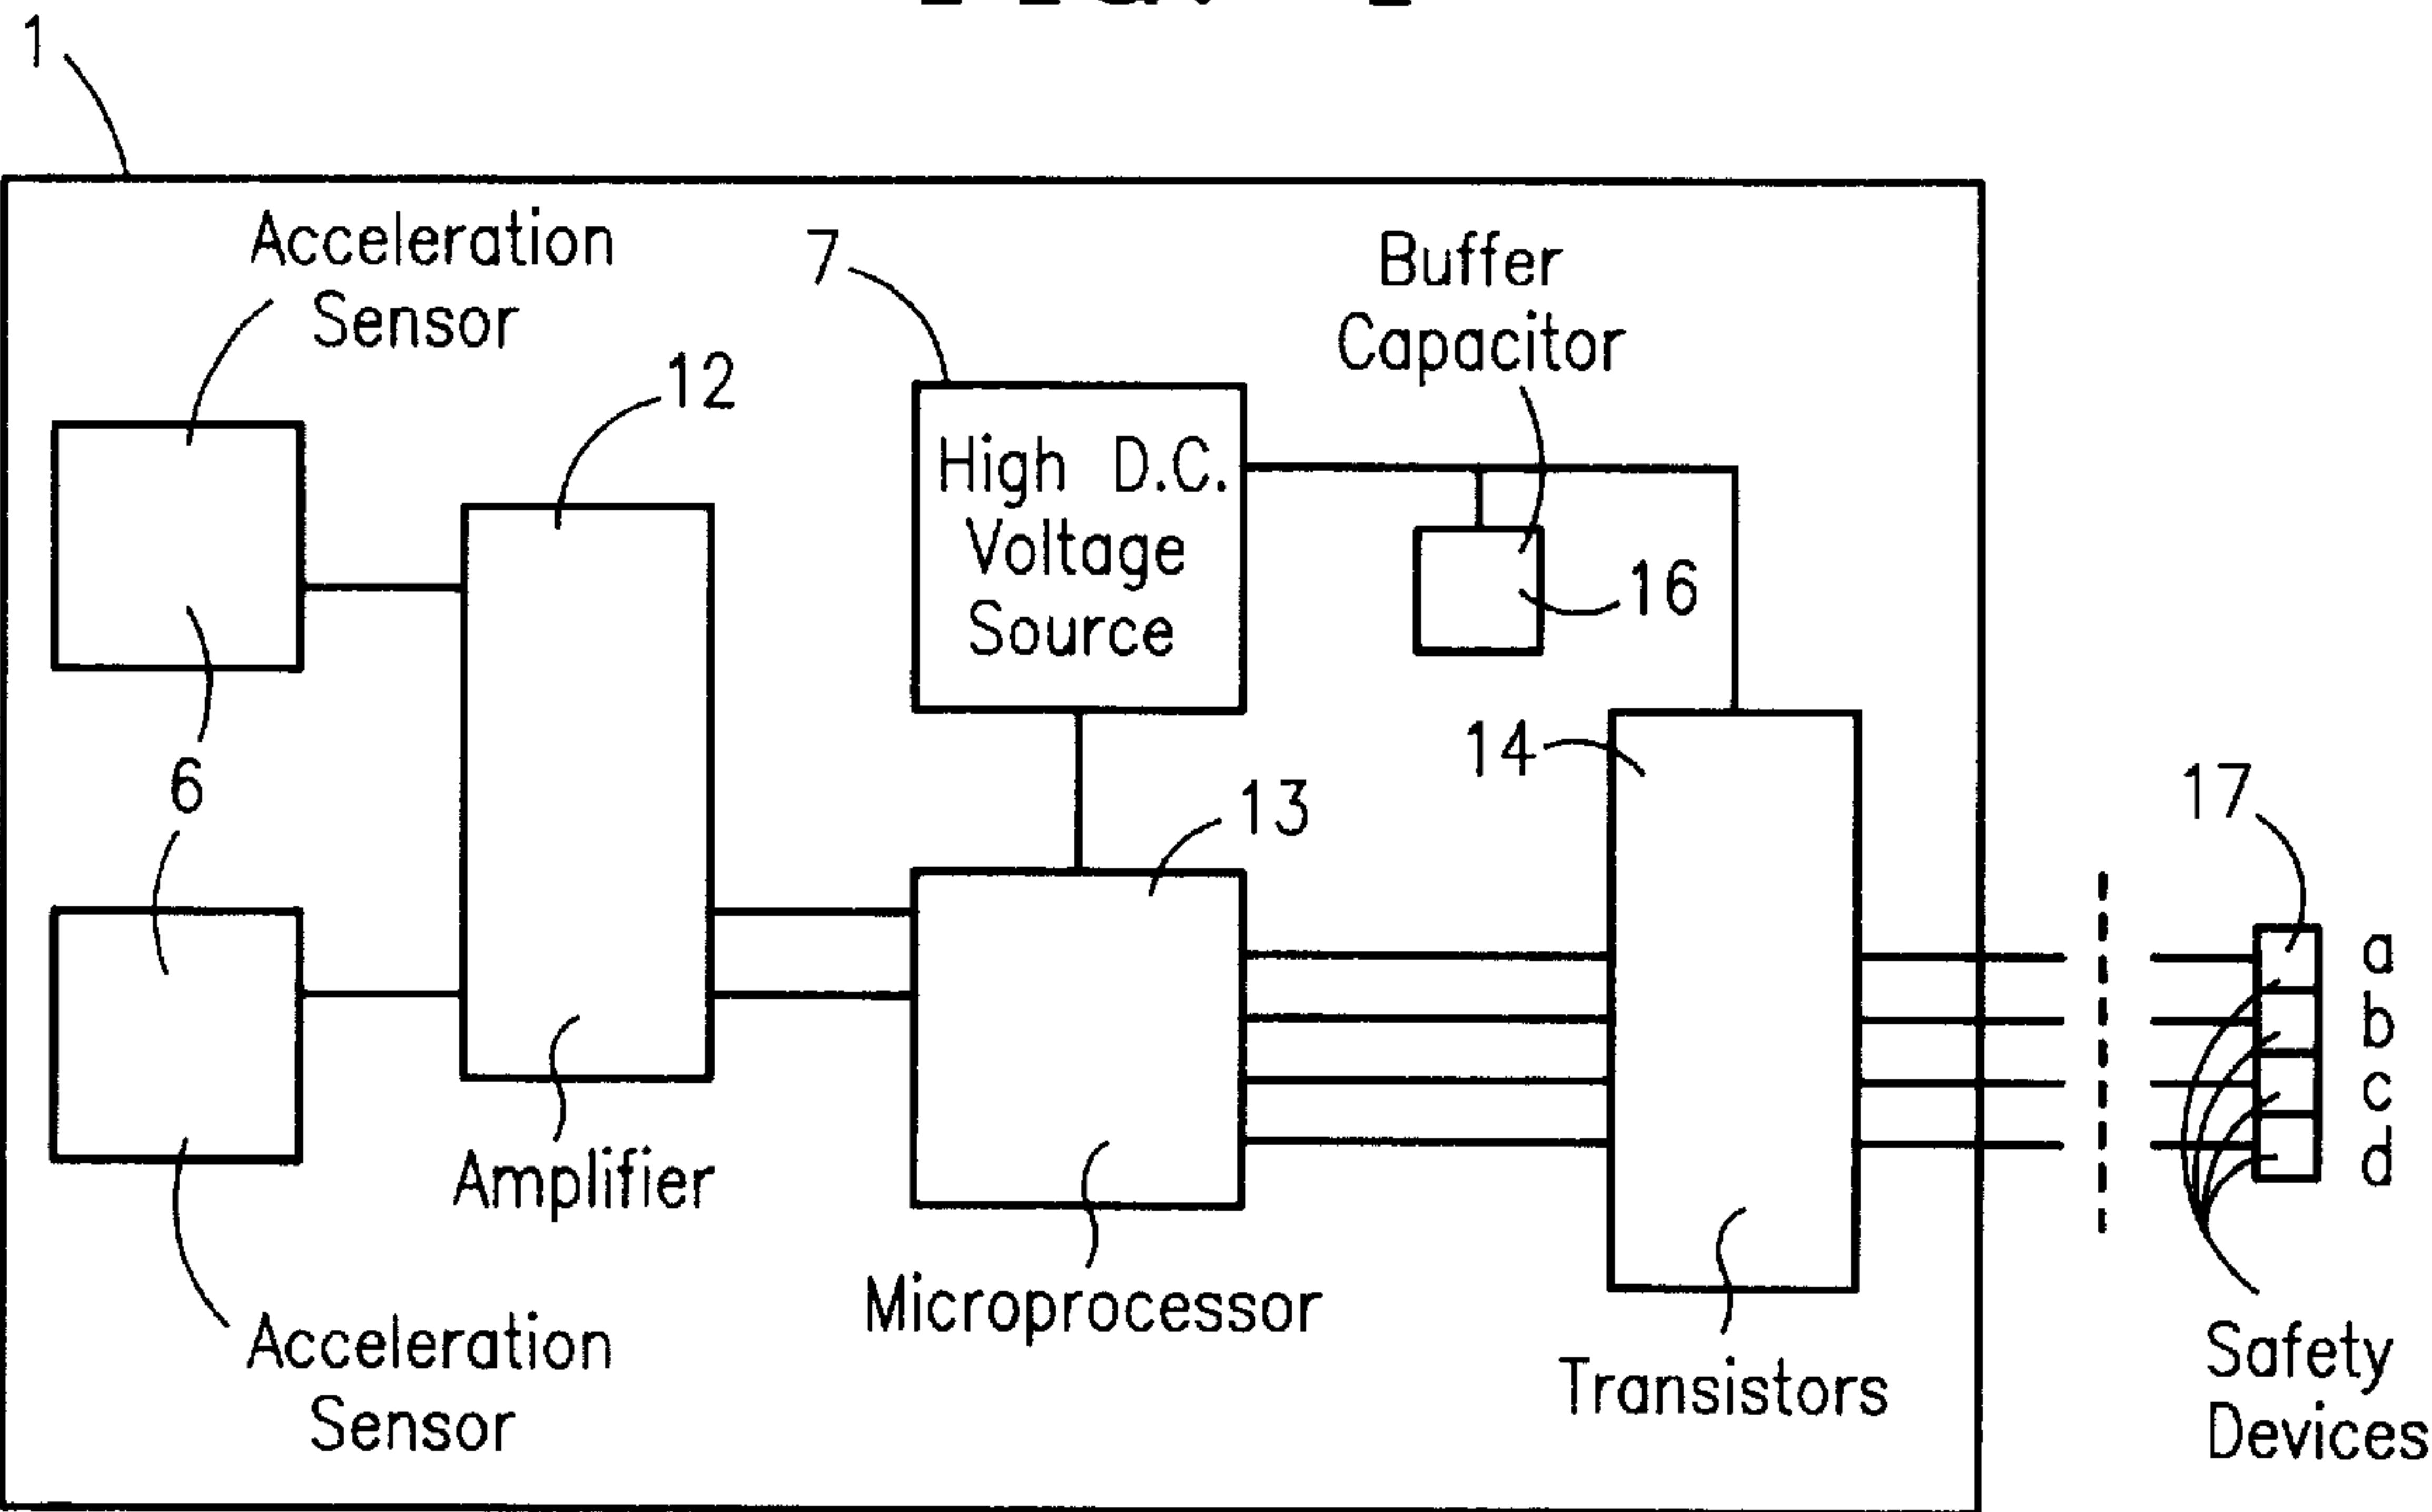 1
Acceleration
Sensor
7
Buffer
Capacitor
12
High D.C.
Voltage
Source
16
6
14
13
17
a
b
c
d
Amplifier
Microprocessor
Acceleration
Sensor
Transistors
Safety
Devices